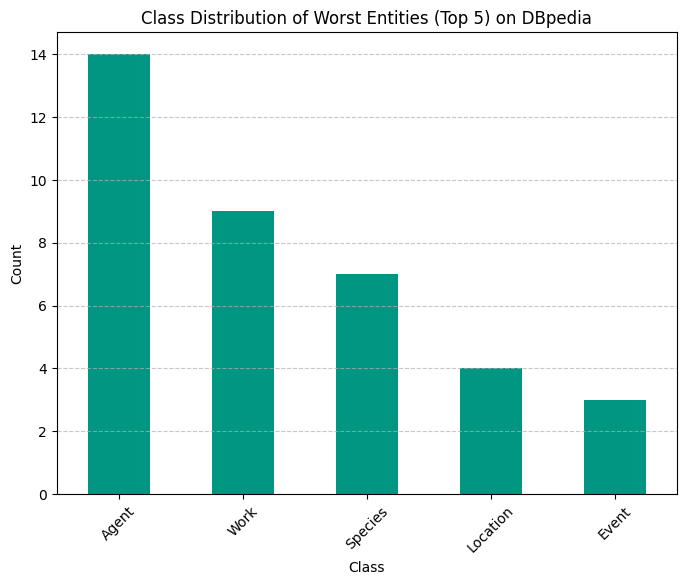 Class Distribution of Worst Entities (Top 5) on DBpedia
14
12
10
8
6
4
2
0
Count
Agent
Work
Species
Location
Event
Class